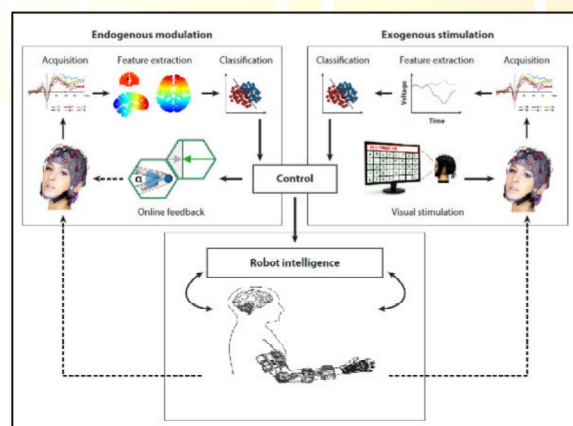 Endogenous modulation
Exogenous stimulation
Acquisition
Feature extraction
Classification
Classification
Feature extraction
Acquisition
Voltage
Time
α
Online feedback
Control
Visual stimulation
Robot intelligence